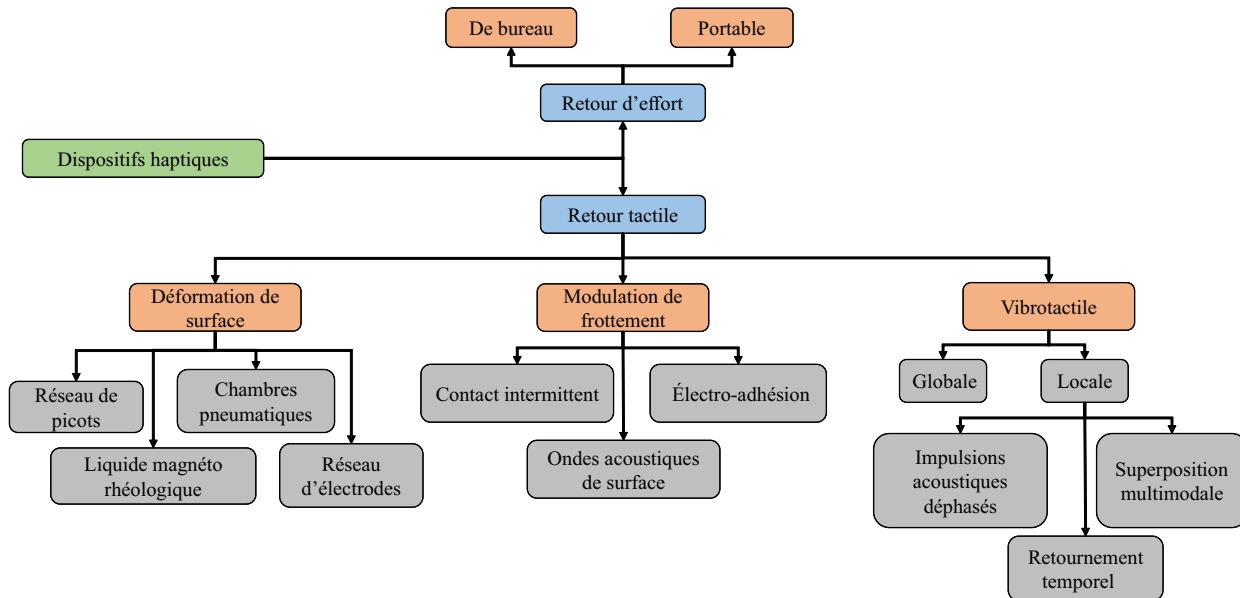 De bureau
Portable
Retour d’effort
Dispositifs haptiques
Retour tactile
Déformation de
surface
Modulation de
frottement
Vibrotactile
Réseau de
picots
Chambres
pneumatiques
Liquide magnéto
rhéologique
Réseau
d’électrodes
Contact intermittent
Électro-adhésion
Ondes acoustiques
de surface
Globale
Locale
Impulsions
acoustiques
déphasés
Superposition
multimodale
Retournement
temporel